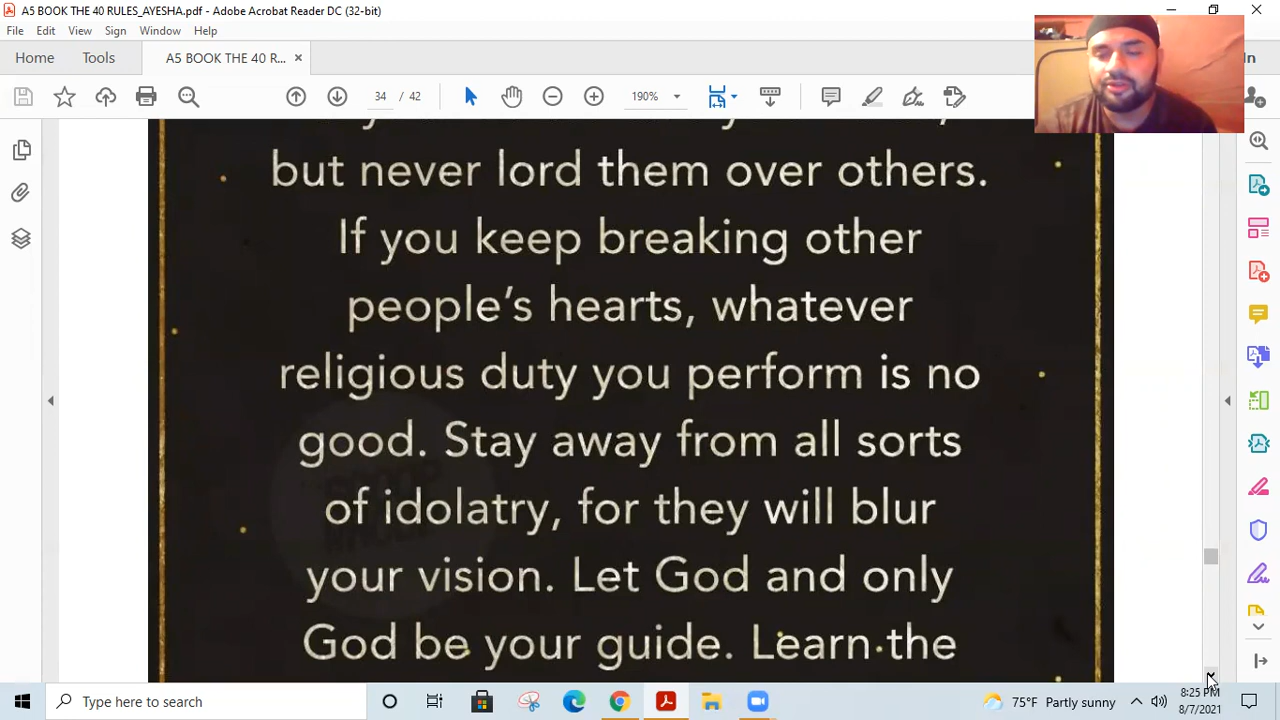 A5 BOOK THE 40 RULES_AYESHA.pdf - Adobe Acrobat Reader DC (32-bit)
File Edit View Sign Window Help
Home Tools A5 BOOK THE 40 R... × In
34 / 42 190%
but never lord them over others.
If you keep breaking other
people's hearts, whatever
religious duty you perform is no
good. Stay away from all sorts
of idolatry, for they will blur
your vision. Let God and only
God be your guide. Learn the
Type here to search
75°F Partly sunny
8:25 PM
8/7/2021